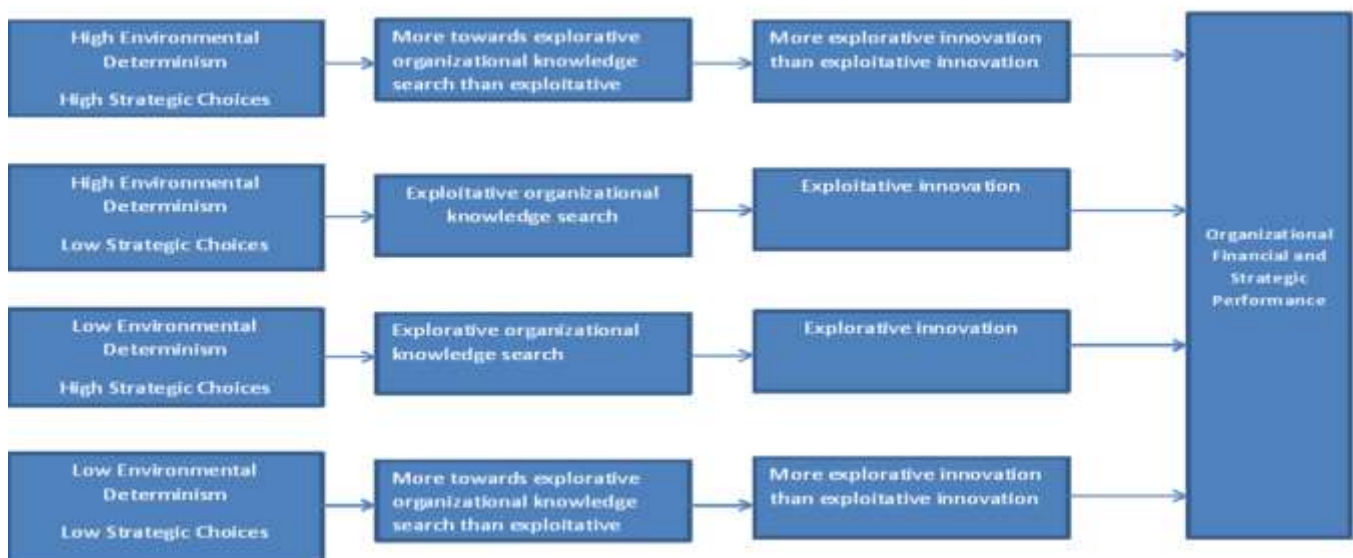 High Environmental
Determinism
High Strategic Choices
More towards explorative
organizational knowledge
search than exploitative
More explorative innovation
than exploitative innovation
High Environmental
Determinism
Low Strategic Choices
Exploitative organizational
knowledge search
Exploitative innovation
Organizational
Financial and
Strategic
Performance
Low Environmental
Determinism
High Strategic Choices
Explorative organizational
knowledge search
Explorative innovation
Low Environmental
Determinism
Low Strategic Choices
More towards explorative
organizational knowledge
search than exploitative
More explorative innovation
than exploitative innovation